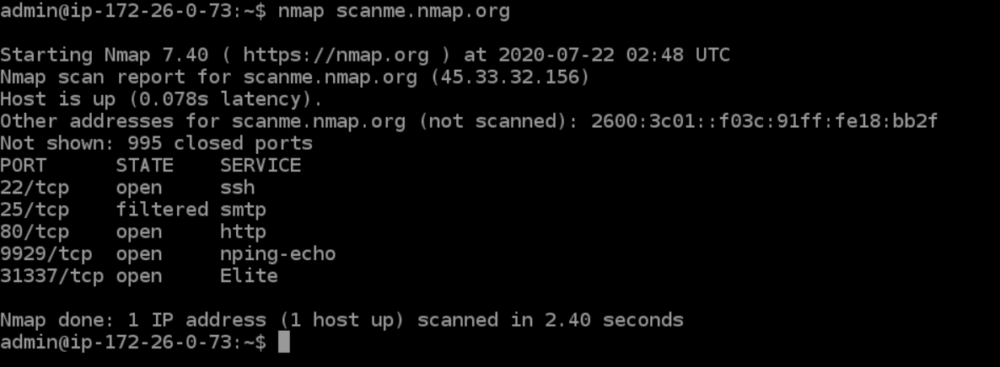 admin@ip-172-26-0-73:~$ nmap scanme.nmap.org
Starting Nmap 7.40 ( https://nmap.org ) at 2020-07-22 02:48 UTC
Nmap scan report for scanme.nmap.org (45.33.32.156)
Host is up (0.078s latency).
Other addresses for scanme.nmap.org (not scanned): 2600:3c01::f03c:91ff:fe18:bb2f
Not shown: 995 closed ports
PORT      STATE    SERVICE
22/tcp    open     ssh
25/tcp    filtered smtp
80/tcp    open     http
9929/tcp  open     nping-echo
31337/tcp open     Elite
Nmap done: 1 IP address (1 host up) scanned in 2.40 seconds
admin@ip-172-26-0-73:~$